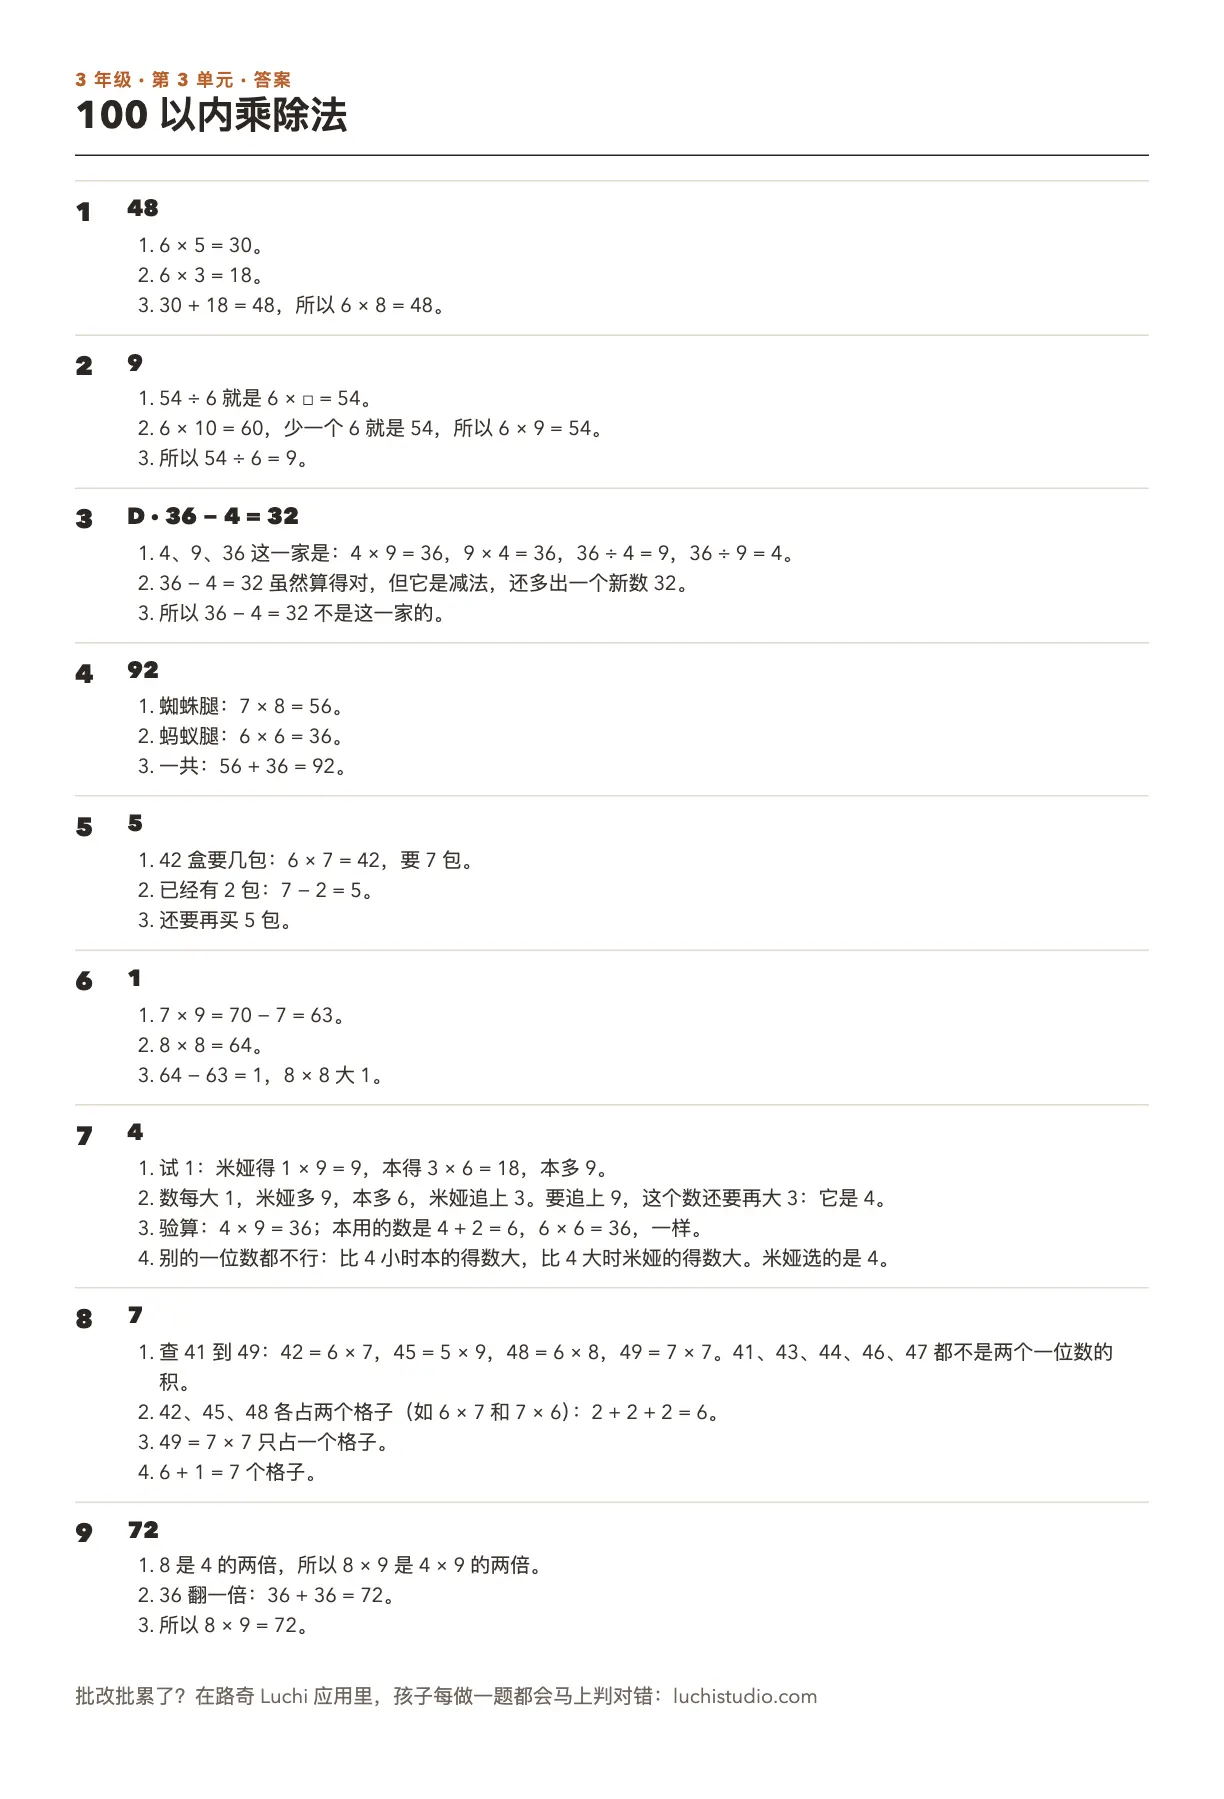 3 年级 · 第 3 单元 · 答案
100 以内乘除法
1 48
1. 6 × 5 = 30。
2. 6 × 3 = 18。
3. 30 + 18 = 48，所以 6 × 8 = 48。
2 9
1. 54 ÷ 6 就是 6 × □ = 54。
2. 6 × 10 = 60，少一个 6 就是 54，所以 6 × 9 = 54。
3. 所以 54 ÷ 6 = 9。
3 D · 36 − 4 = 32
1. 4、9、36 这一家是：4 × 9 = 36，9 × 4 = 36，36 ÷ 4 = 9，36 ÷ 9 = 4。
2. 36 − 4 = 32 虽然算得对，但它是减法，还多出一个新数 32。
3. 所以 36 − 4 = 32 不是这一家的。
4 92
1. 蜘蛛腿：7 × 8 = 56。
2. 蚂蚁腿：6 × 6 = 36。
3. 一共：56 + 36 = 92。
5 5
1. 42 盒要几包：6 × 7 = 42，要 7 包。
2. 已经有 2 包：7 − 2 = 5。
3. 还要再买 5 包。
6 1
1. 7 × 9 = 70 − 7 = 63。
2. 8 × 8 = 64。
3. 64 − 63 = 1，8 × 8 大 1。
7 4
1. 试 1：米娅得 1 × 9 = 9，本得 3 × 6 = 18，本多 9。
2. 数每大 1，米娅多 9，本多 6，米娅追上 3。要追上 9，这个数还要再大 3：它是 4。
3. 验算：4 × 9 = 36；本用的数是 4 + 2 = 6，6 × 6 = 36，一样。
4. 别的一位数都不行：比 4 小时本的得数大，比 4 大时米娅的得数大。米娅选的是 4。
8 7
1. 查 41 到 49：42 = 6 × 7，45 = 5 × 9，48 = 6 × 8，49 = 7 × 7。41、43、44、46、47 都不是两个一位数的
积。
2. 42、45、48 各占两个格子（如 6 × 7 和 7 × 6）：2 + 2 + 2 = 6。
3. 49 = 7 × 7 只占一个格子。
4. 6 + 1 = 7 个格子。
9 72
1. 8 是 4 的两倍，所以 8 × 9 是 4 × 9 的两倍。
2. 36 翻一倍：36 + 36 = 72。
3. 所以 8 × 9 = 72。
批改批累了？在路奇 Luchi 应用里，孩子每做一题都会马上判对错：luchistudio.com